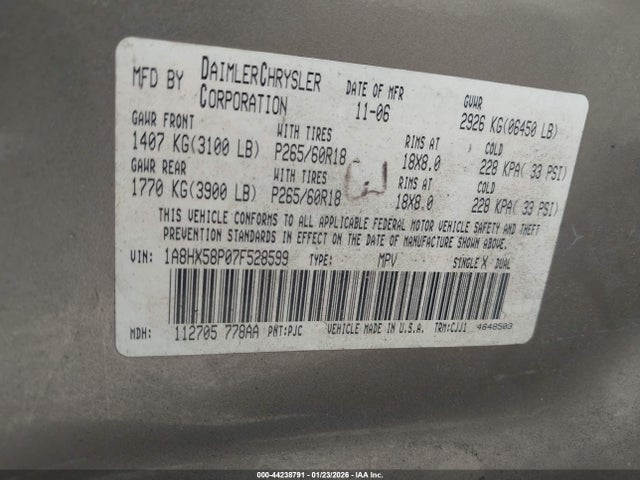 MFD BY DAIMLERCHRYSLER CORPORATION DATE OF MFR 11-06 GVWR 2926 KG(06450 LB)
GAWR FRONT WITH TIRES RIMS AT COLD
1407 KG(3100 LB) P265/60R18 18X8.0 228 KPA( 33 PSI)
GAWR REAR WITH TIRES RIMS AT COLD
1770 KG(3900 LB) P265/60R18 18X8.0 228 KPA( 33 PSI)
THIS VEHICLE CONFORMS TO ALL APPLICABLE FEDERAL MOTOR VEHICLE SAFETY AND THEFT
PREVENTION STANDARDS IN EFFECT ON THE DATE OF MANUFACTURE SHOWN ABOVE.
VIN: 1A8HX58P07F528599 TYPE: MPV SINGLE X DUAL
MDH: 112705 778AA PNT:PJC VEHICLE MADE IN U.S.A. TRM:CJJ1 4648503
000-44238791 - 01/23/2026 - IAA Inc.